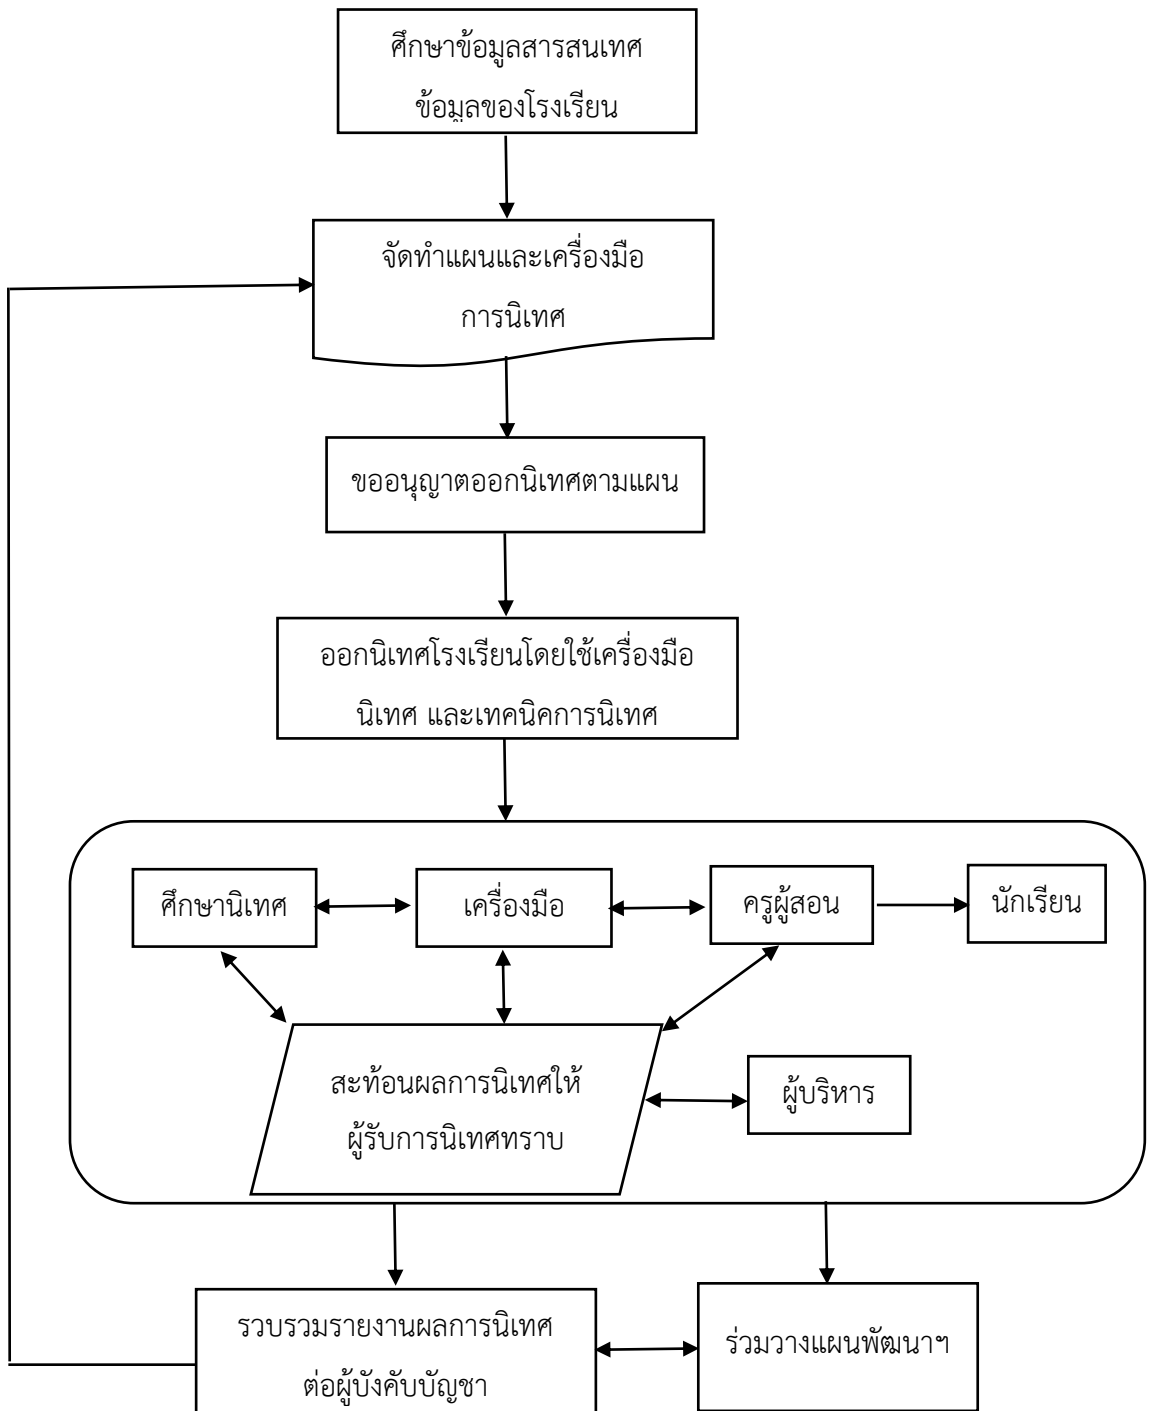 ศึกษาข้อมูลสารสนเทศ
ข้อมูลของโรงเรียน
จัดทำแผนและเครื่องมือ
การนิเทศ
ขออนุญาตออกนิเทศตามแผน
ออกนิเทศโรงเรียนโดยใช้เครื่องมือ
นิเทศ และเทคนิคการนิเทศ
ศึกษานิเทศ
เครื่องมือ
ครูผู้สอน
นักเรียน
สะท้อนผลการนิเทศให้
ผู้รับการนิเทศทราบ
ผู้บริหาร
รวบรวมรายงานผลการนิเทศ
ต่อผู้บังคับบัญชา
ร่วมวางแผนพัฒนาฯ